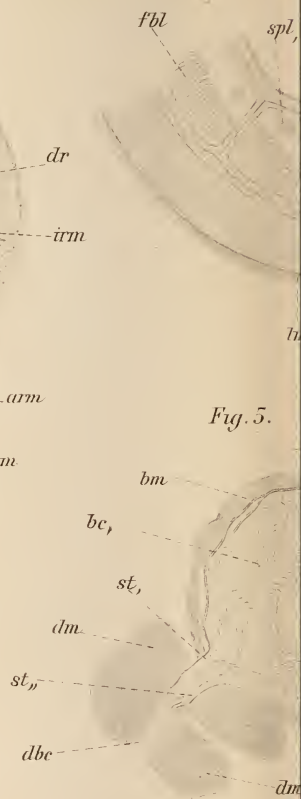 fbl
spl,
dr
irm
arm
Fig. 5.
m
bm
bc,
st,
dm
st,,
dbc
dm